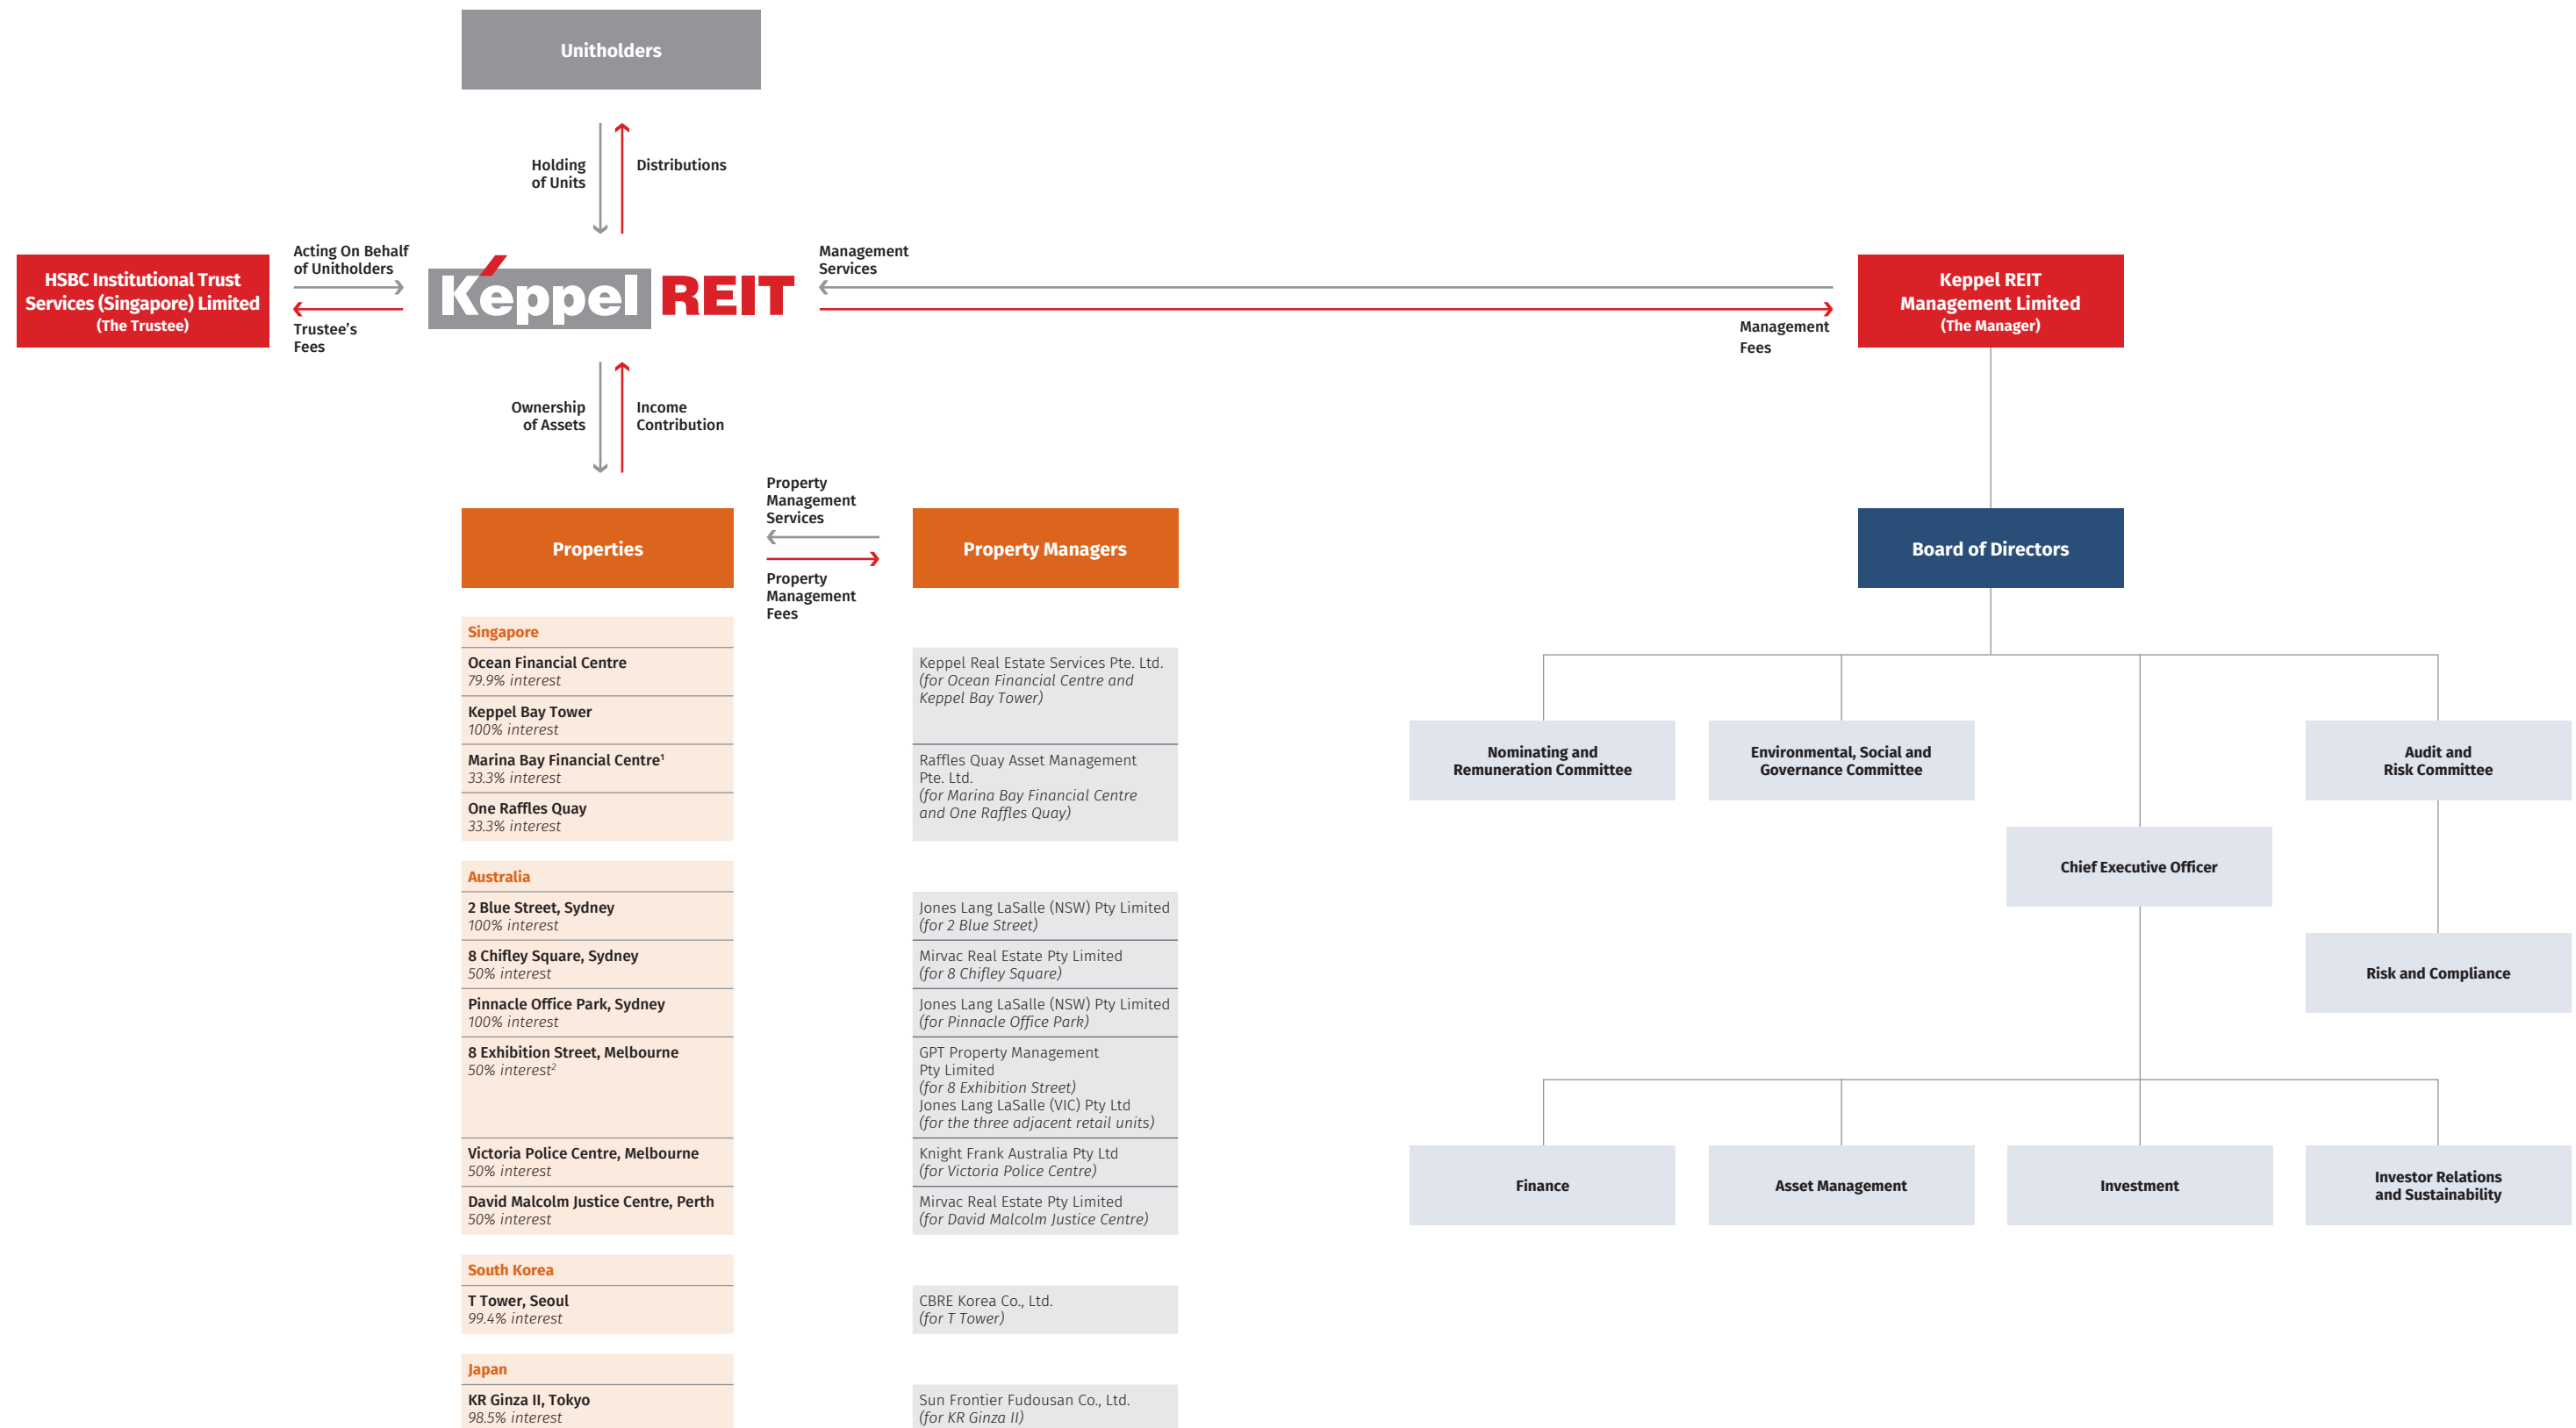 Unitholders
Holding
of Units
Distributions
HSBC Institutional Trust
Services (Singapore) Limited
(The Trustee)
Acting On Behalf
of Unitholders
Trustee's
Fees
Keppel REIT
Management
Services
Management
Fees
Keppel REIT
Management Limited
(The Manager)
Ownership
of Assets
Income
Contribution
Properties
Property
Management
Services
Property
Management
Fees
Property Managers
Board of Directors
Singapore
Ocean Financial Centre
79.9% interest
Keppel Bay Tower
100% interest
Marina Bay Financial Centre¹
33.3% interest
One Raffles Quay
33.3% interest
Keppel Real Estate Services Pte. Ltd.
(for Ocean Financial Centre and
Keppel Bay Tower)
Raffles Quay Asset Management
Pte. Ltd.
(for Marina Bay Financial Centre
and One Raffles Quay)
Australia
2 Blue Street, Sydney
100% interest
8 Chifley Square, Sydney
50% interest
Pinnacle Office Park, Sydney
100% interest
8 Exhibition Street, Melbourne
50% interest²
Victoria Police Centre, Melbourne
50% interest
David Malcolm Justice Centre, Perth
50% interest
Jones Lang LaSalle (NSW) Pty Limited
(for 2 Blue Street)
Mirvac Real Estate Pty Limited
(for 8 Chifley Square)
Jones Lang LaSalle (NSW) Pty Limited
(for Pinnacle Office Park)
GPT Property Management
Pty Limited
(for 8 Exhibition Street)
Jones Lang LaSalle (VIC) Pty Ltd
(for the three adjacent retail units)
Knight Frank Australia Pty Ltd
(for Victoria Police Centre)
Mirvac Real Estate Pty Limited
(for David Malcolm Justice Centre)
South Korea
T Tower, Seoul
99.4% interest
CBRE Korea Co., Ltd.
(for T Tower)
Japan
KR Ginza II, Tokyo
98.5% interest
Sun Frontier Fudousan Co., Ltd.
(for KR Ginza II)
Nominating and
Remuneration Committee
Environmental, Social and
Governance Committee
Audit and
Risk Committee
Chief Executive Officer
Risk and Compliance
Finance
Asset Management
Investment
Investor Relations
and Sustainability